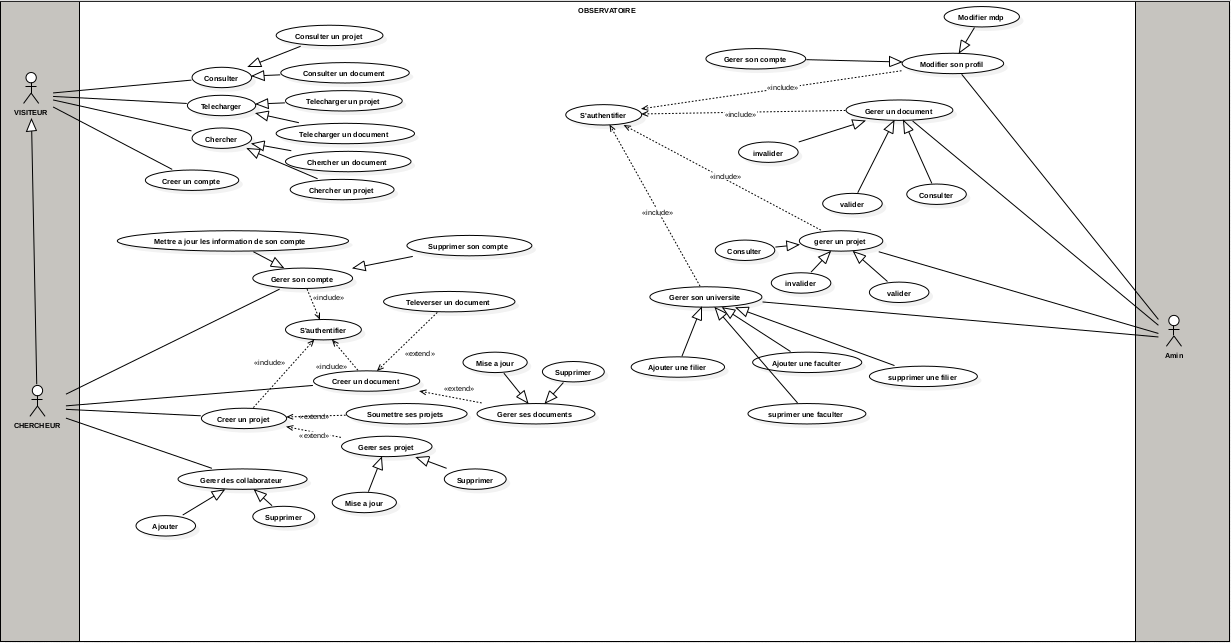 OBSERVATOIRE
Modifier mdp
Consulter un projet
Gerer son compte
Modifier son profil
Consulter
Consulter un document
VISITEUR
Telecharger
Telecharger un projet
«include»
S'authentifier
«include»
Gerer un document
Telecharger un document
Chercher
invalider
Chercher un document
Creer un compte
Chercher un projet
«include»
valider
Consulter
«include»
Mettre a jour les information de son compte
Supprimer son compte
gerer un projet
Consulter
Gerer son compte
invalider
valider
«include»
Televerser un document
Gerer son universite
S'authentifier
Amin
«include»
«include»
«extend»
Mise a jour
Supprimer
Ajouter une filier
Ajouter une faculter
supprimer une filier
Creer un document
«extend»
CHERCHEUR
Creer un projet
«extend»
Soumettre ses projets
Gerer ses documents
suprimer une faculter
«extend»
Gerer ses projet
Gerer des collaborateur
Supprimer
Mise a jour
Ajouter
Supprimer